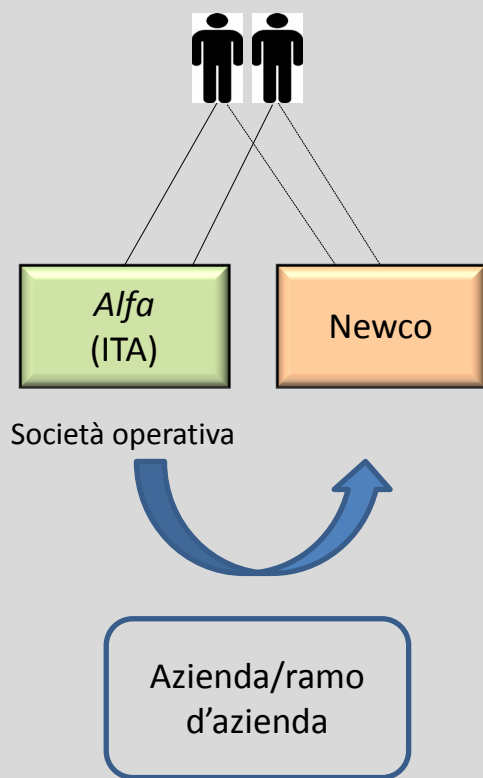 Alfa
(ITA)
Newco
Società operativa
Azienda/ramo
d'azienda